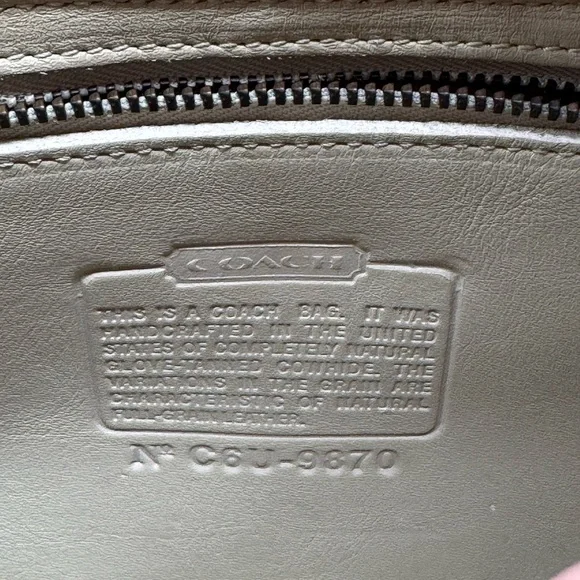 COACH
THIS IS A COACH BAG. IT WAS
HANDCRAFTED IN THE UNITED
STATES OF COMPLETELY NATURAL
GLOVE-TANNED COWHIDE. THE
VARIATIONS IN THE GRAIN ARE
CHARACTERISTIC OF NATURAL
FULL-GRAIN LEATHER.
Nº C6U-9870